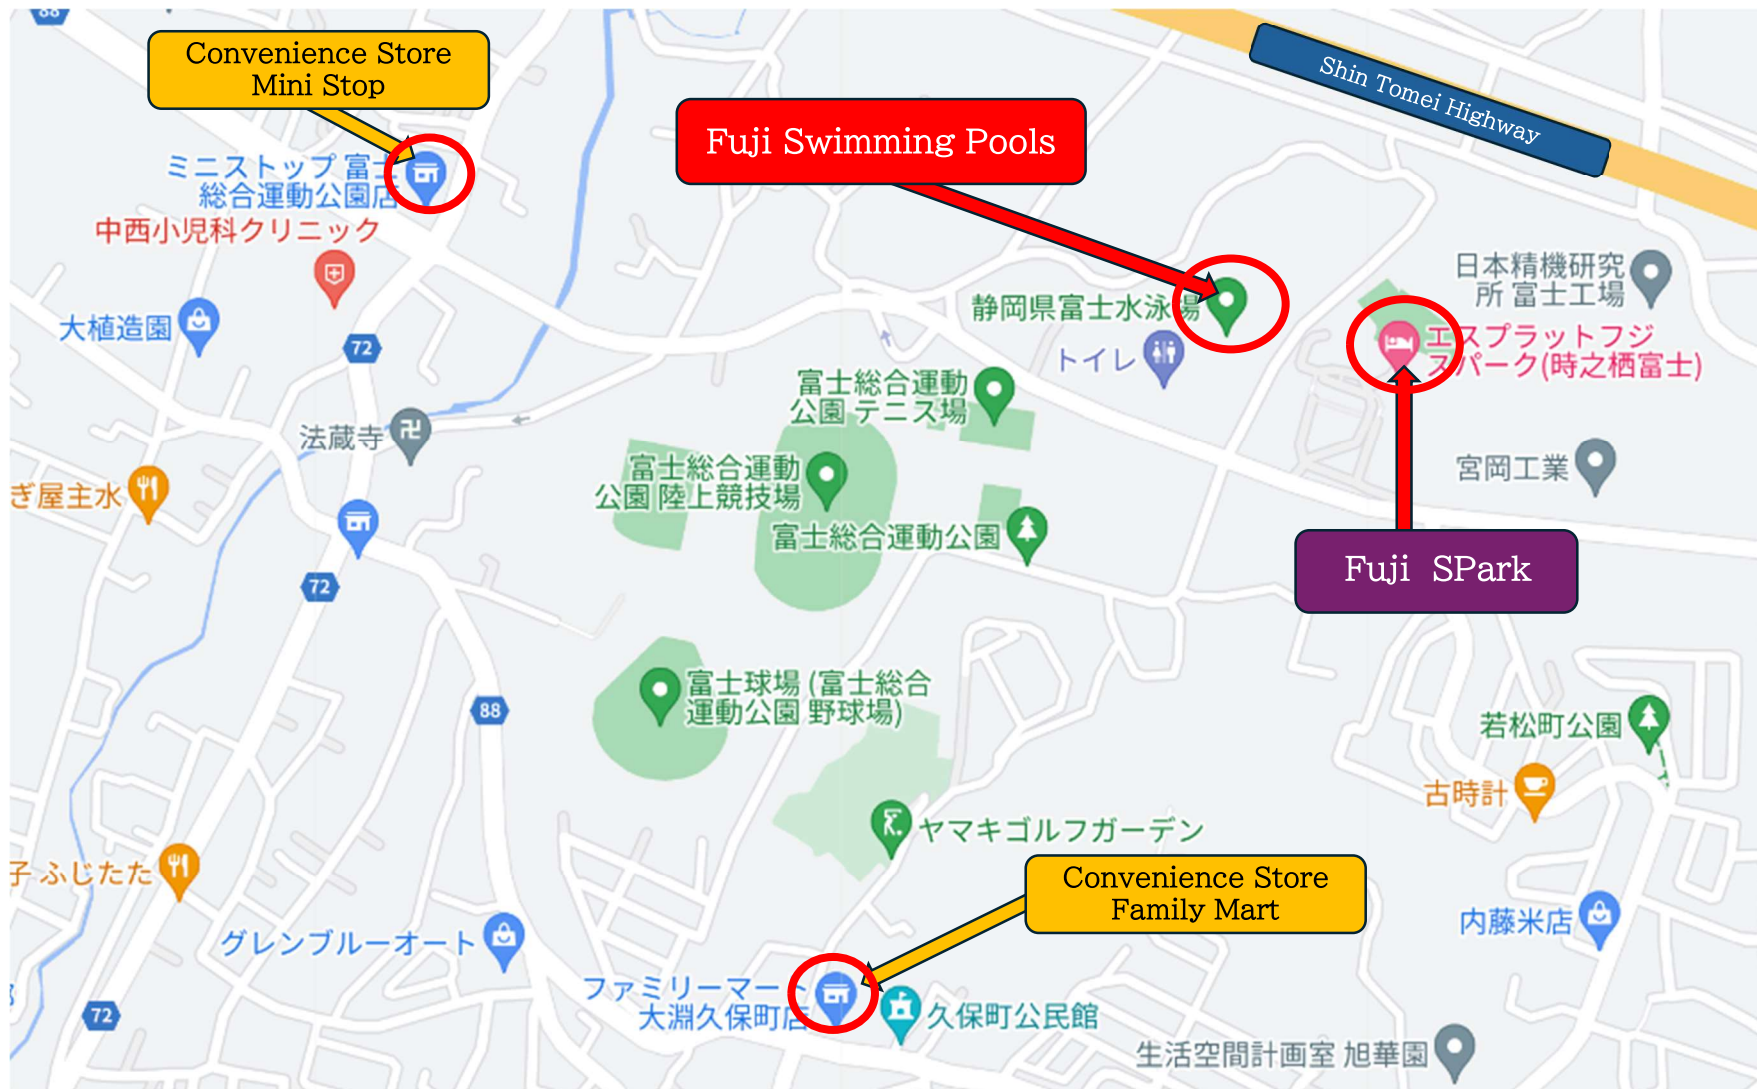 88
Convenience Store
Mini Stop
Shin Tomei Highway
Fuji Swimming Pools
ミニストップ 富士
総合運動公園店
中西小児科クリニック
大植造園
72
静岡県富士水泳場
トイレ
日本精機研究
所 富士工場
エスプラットフジ
スパーク(時之栖富士)
富士総合運動
公園 テニス場
法蔵寺
富士総合運動
公園 陸上競技場
宮岡工業
ぎ屋主水
富士総合運動公園
Fuji SPark
72
88
富士球場 (富士総合
運動公園 野球場)
若松町公園
古時計
ヤマキゴルフガーデン
子 ふじたた
Convenience Store
Family Mart
内藤米店
グレンブルーオート
ファミリーマート
大淵久保町店
久保町公民館
72
生活空間計画室 旭華園